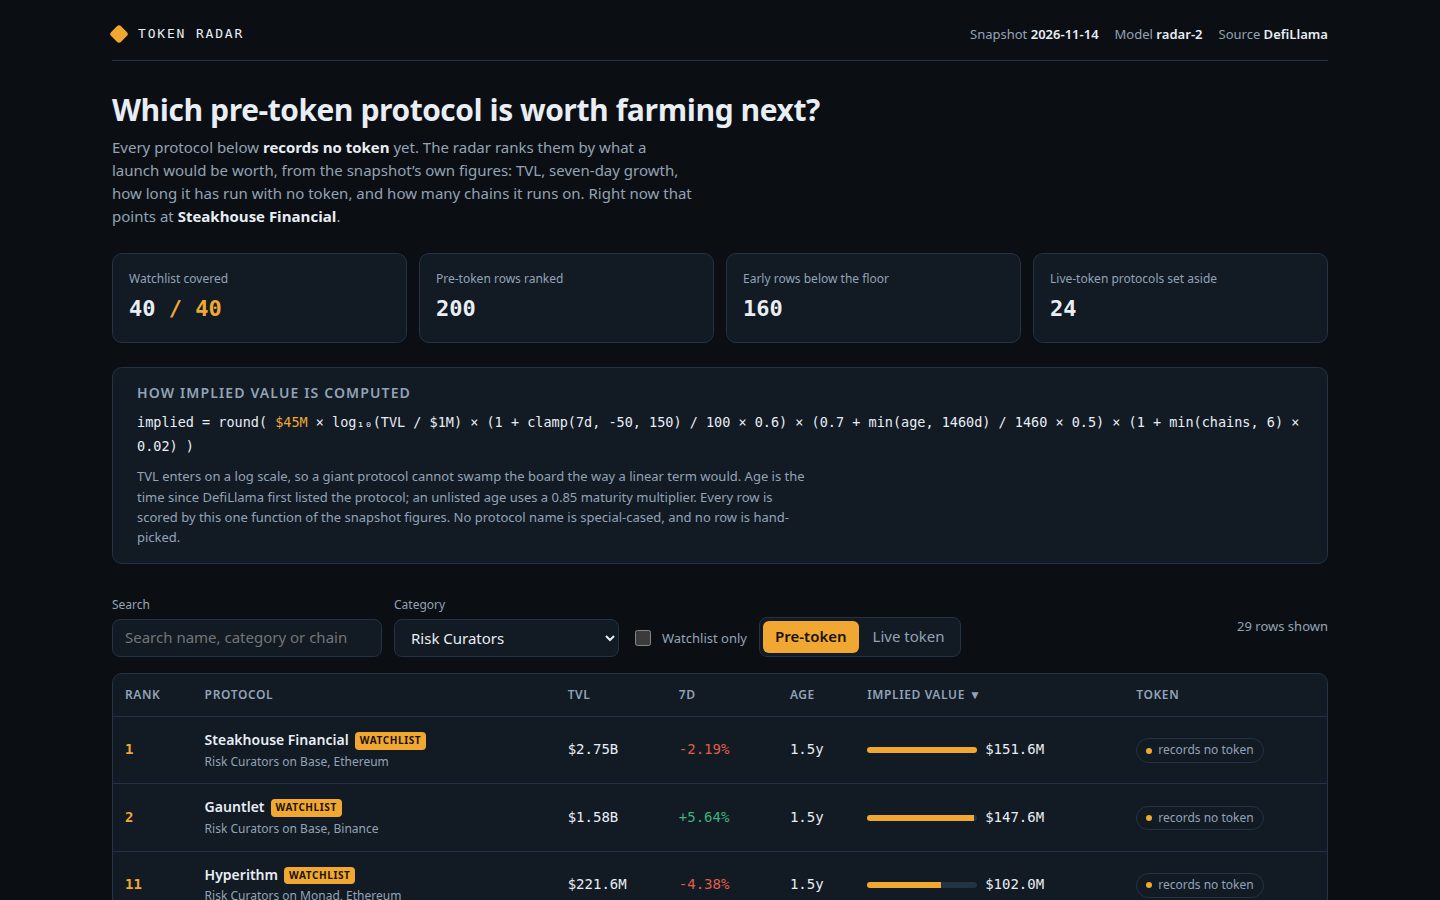 TOKEN RADAR
Snapshot 2026-11-14 Model radar-2 Source DefiLlama
Which pre-token protocol is worth farming next?
Every protocol below records no token yet. The radar ranks them by what a
launch would be worth, from the snapshot’s own figures: TVL, seven-day growth,
how long it has run with no token, and how many chains it runs on. Right now that
points at Steakhouse Financial.
Watchlist covered
40 / 40
Pre-token rows ranked
200
Early rows below the floor
160
Live-token protocols set aside
24
HOW IMPLIED VALUE IS COMPUTED
implied = round( $45M × log₁₀(TVL / $1M) × (1 + clamp(7d, -50, 150) / 100 × 0.6) × (0.7 + min(age, 1460d) / 1460 × 0.5) × (1 + min(chains, 6) ×
0.02) )
TVL enters on a log scale, so a giant protocol cannot swamp the board the way a linear term would. Age is the
time since DefiLlama first listed the protocol; an unlisted age uses a 0.85 maturity multiplier. Every row is
scored by this one function of the snapshot figures. No protocol name is special-cased, and no row is hand-
picked.
Search
Category
Search name, category or chain
Risk Curators
Watchlist only
Pre-token
Live token
29 rows shown
RANK PROTOCOL TVL 7D AGE IMPLIED VALUE ▼ TOKEN
1 Steakhouse Financial WATCHLIST $2.75B -2.19% 1.5y $151.6M records no token
Risk Curators on Base, Ethereum
2 Gauntlet WATCHLIST $1.58B +5.64% 1.5y $147.6M records no token
Risk Curators on Base, Binance
11 Hyperithm WATCHLIST $221.6M -4.38% 1.5y $102.0M records no token
Risk Curators on Monad, Ethereum